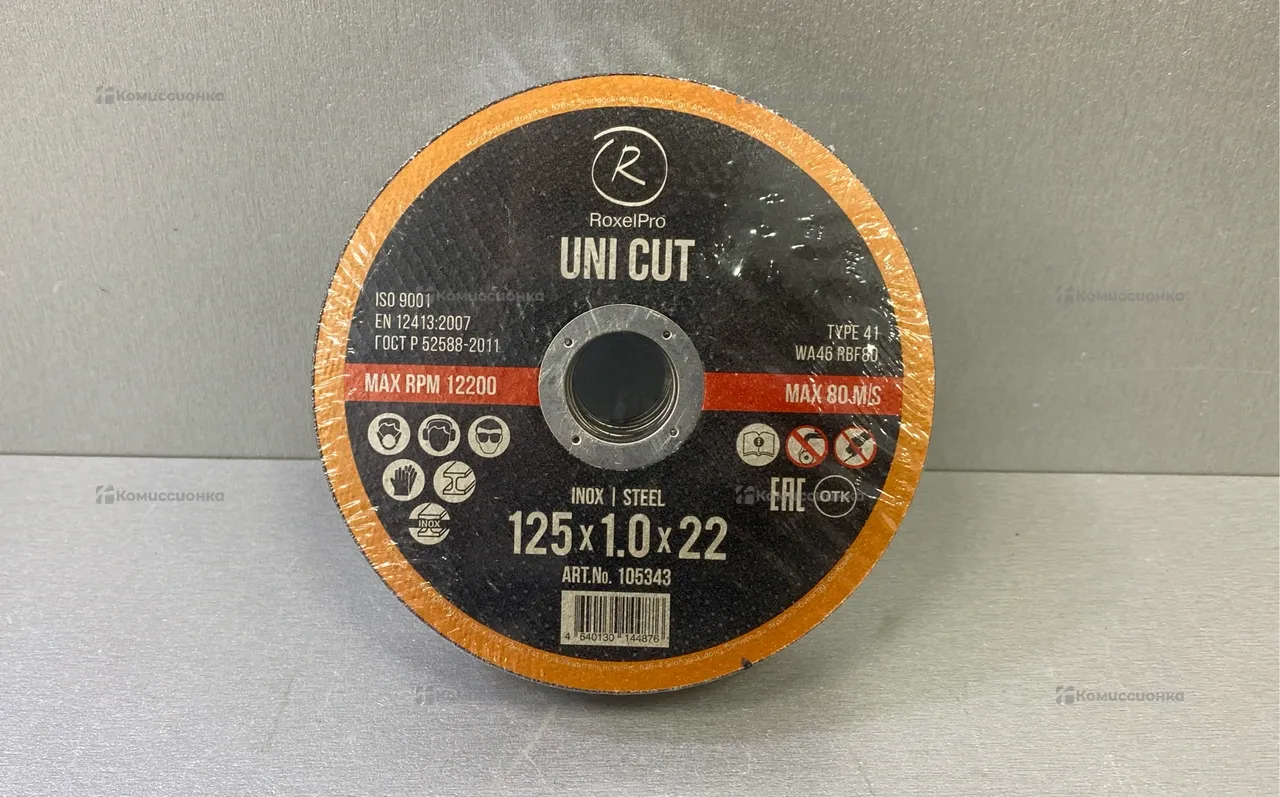 Комиссионка
R
RoxelPro
UNI CUT
ISO 9001
EN 12413:2007
ГОСТ Р 52588-2011
TYPE 41
WA46 RBF80
MAX RPM 12200
MAX 80 M/S
INOX
EAC
ОТК
INOX | STEEL
125 x 1.0 x 22
ART.No. 105343
4 640130 144876
Комиссионка
Комиссионка
Комиссионка
Комиссионка
Комиссионка
Комиссионка